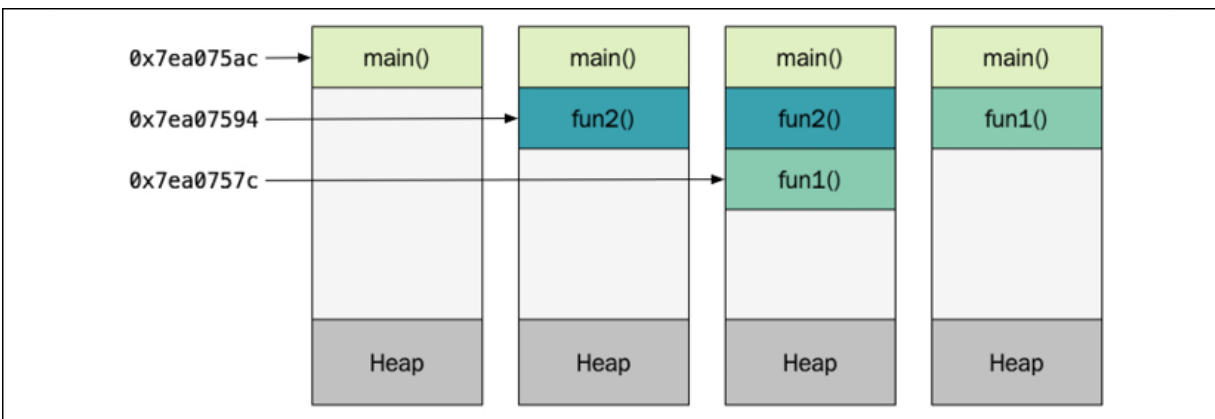 0x7ea075ac main() main() main() main()
0x7ea07594 fun2() fun2() fun1()
0x7ea0757c fun1()
Heap Heap Heap Heap